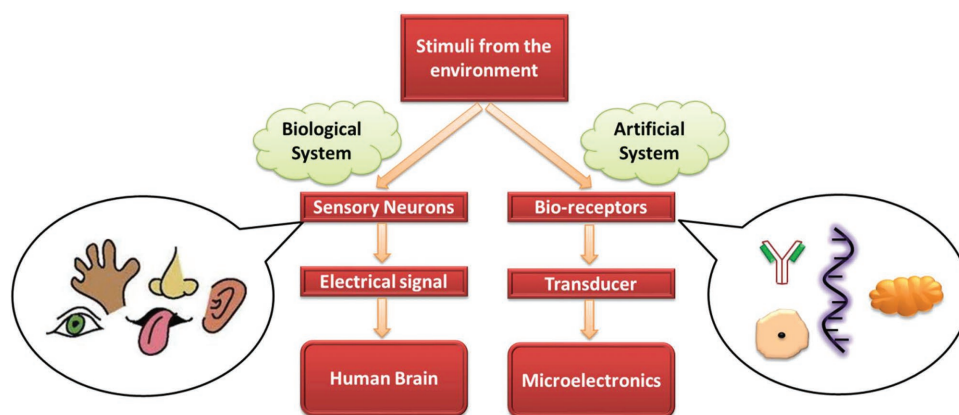 Stimuli from the
environment
Biological
System
Artificial
System
Sensory Neurons
Bio-receptors
Electrical signal
Transducer
Human Brain
Microelectronics